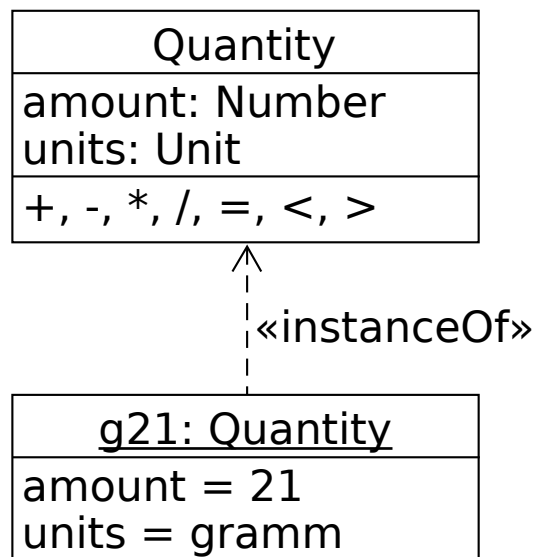 Quantity
amount: Number
units: Unit
+, -, *, /, =, <, >
«instanceOf»
g21: Quantity
amount = 21
units = gramm